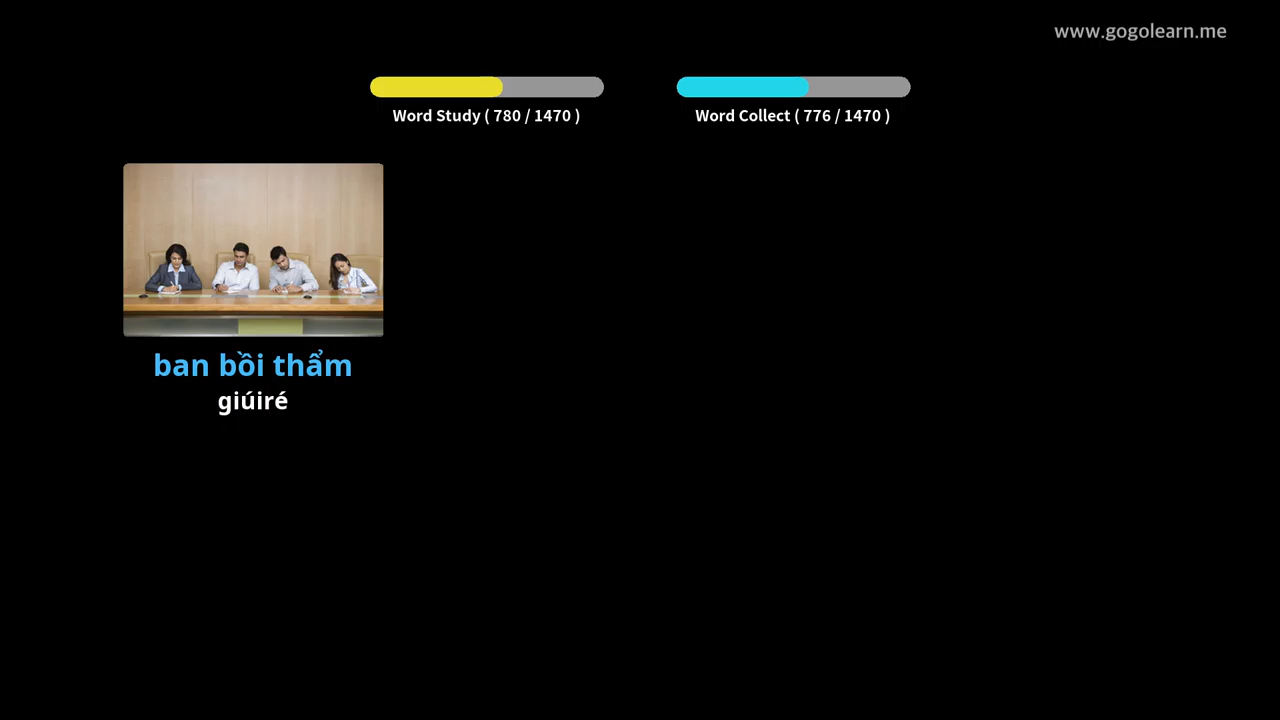 www.gogolearn.me
Word Study ( 780 / 1470 )
Word Collect ( 776 / 1470 )
ban bồi thẩm
giúiré